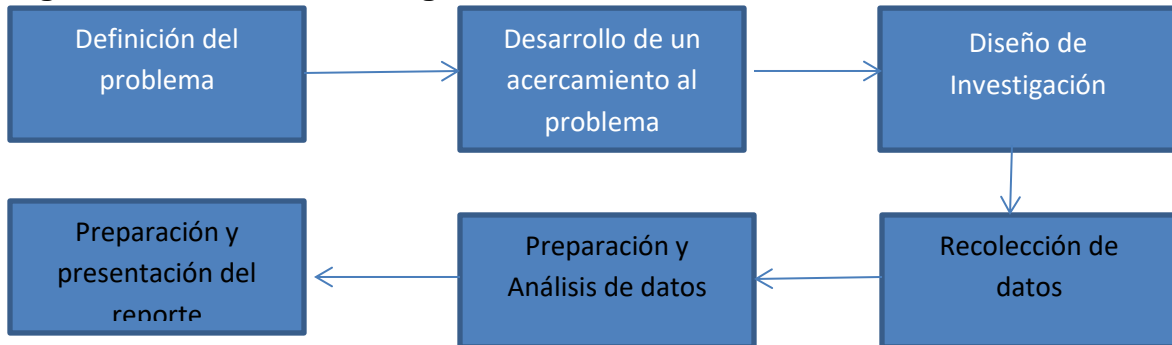 Definición del
problema
Desarrollo de un
acercamiento al
problema
Diseño de
Investigación
Recolección de
datos
Preparación y
Análisis de datos
Preparación y
presentación del
reporte